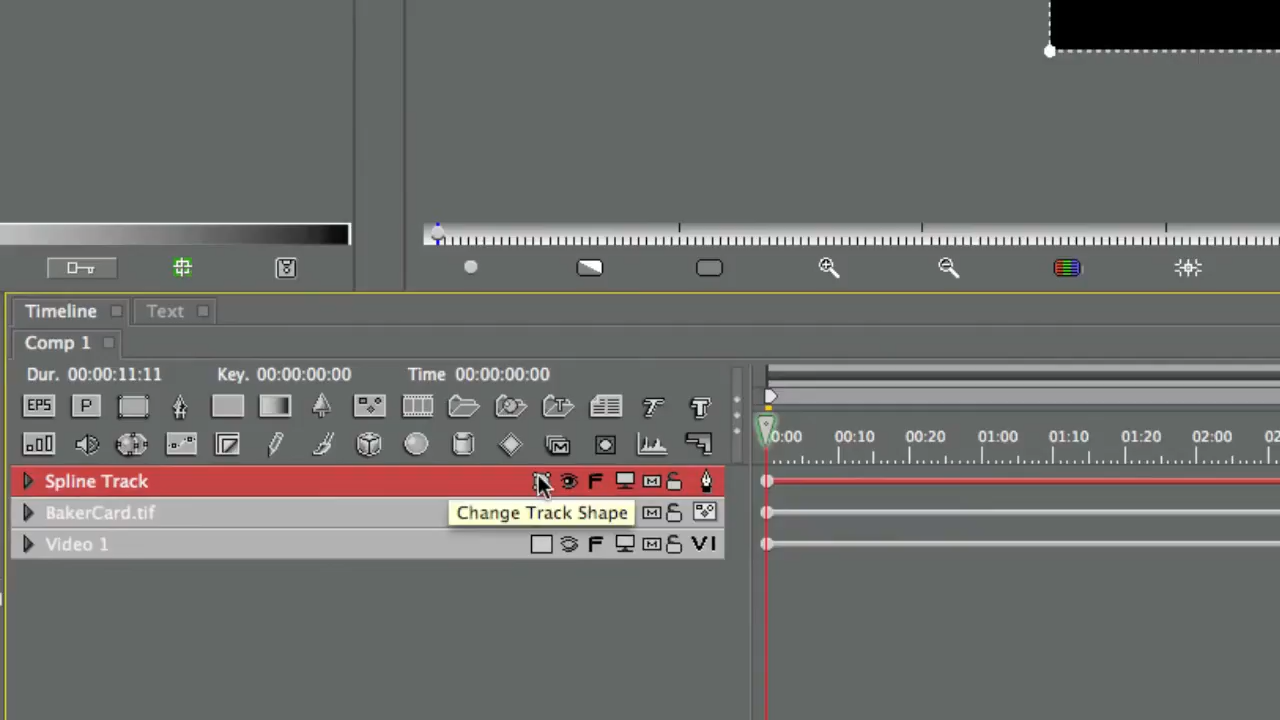 Timeline Text
Comp 1
Dur. 00:00:11:11 Key. 00:00:00:00 Time 00:00:00:00
EPS P T T
0:00 00:10 00:20 01:00 01:10 01:20 02:00 02
M
Spline Track F M
BakerCard.tif M
Change Track Shape
Video 1 F M VI